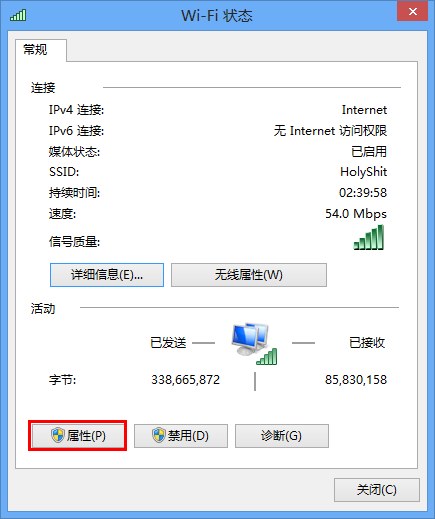 Wi-Fi 状态
常规
连接
IPv4 连接: Internet
IPv6 连接: 无 Internet 访问权限
媒体状态: 已启用
SSID: HolyShit
持续时间: 02:39:58
速度: 54.0 Mbps
信号质量:
详细信息(E)... 无线属性(W)
活动
已发送 已接收
字节: 338,665,872 85,830,158
属性(P) 禁用(D) 诊断(G)
关闭(C)